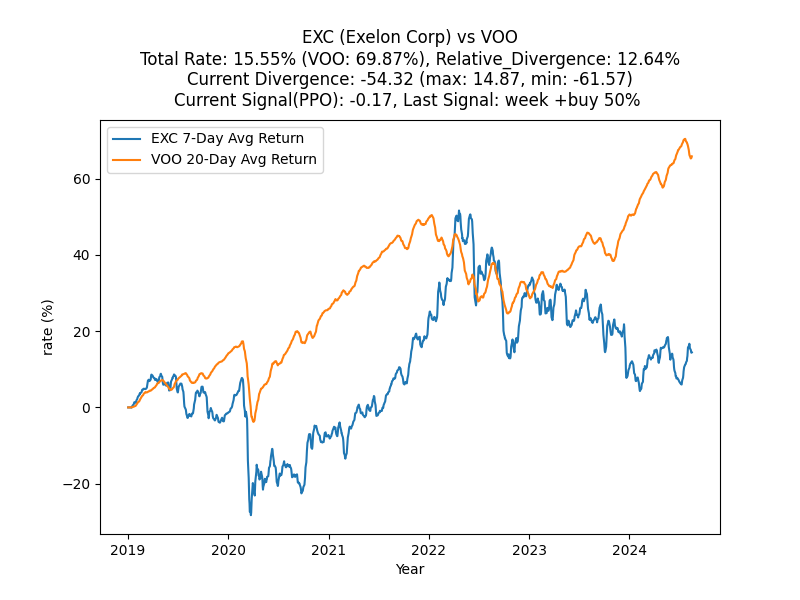 EXC (Exelon Corp) vs VOO
Total Rate: 15.55% (VOO: 69.87%), Relative_Divergence: 12.64%
Current Divergence: -54.32 (max: 14.87, min: -61.57)
Current Signal(PPO): -0.17, Last Signal: week +buy 50%
EXC 7-Day Avg Return
VOO 20-Day Avg Return
60
40
20
0
−20
rate (%)
2019 2020 2021 2022 2023 2024
Year